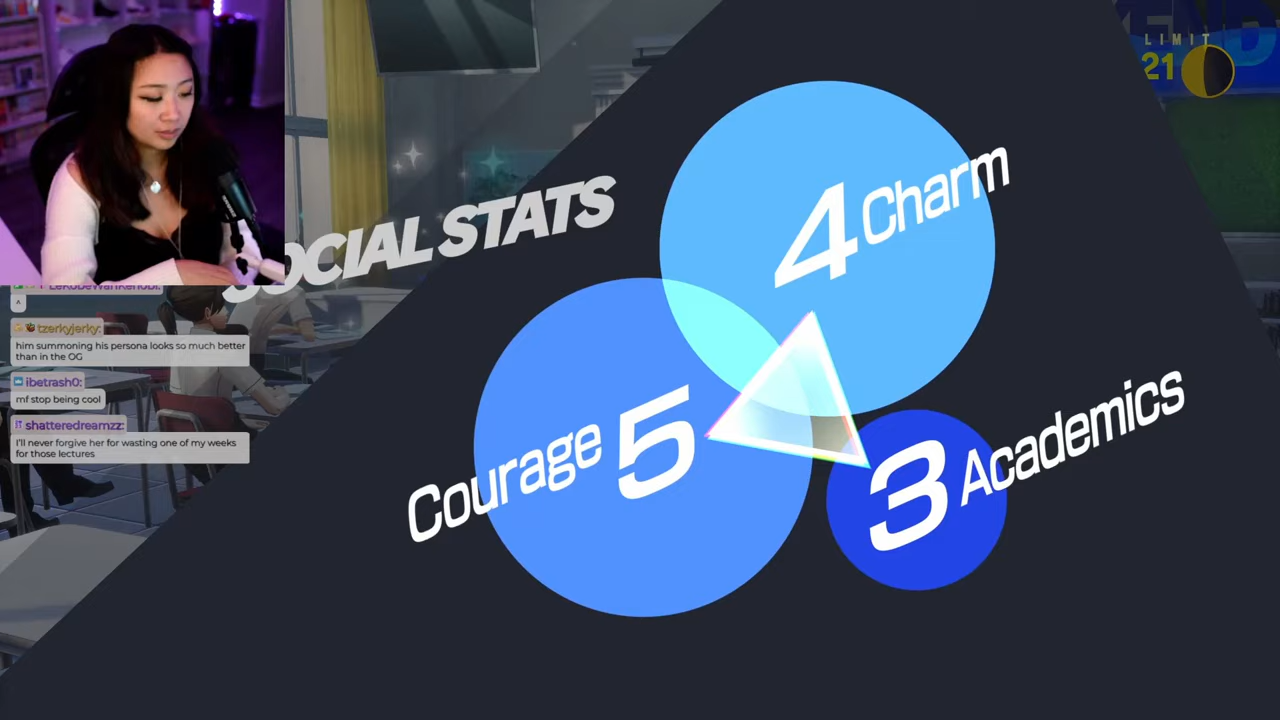 LIMIT
21
SOCIAL STATS
4 Charm
Courage 5
3 Academics
LeKobeWanKenobi:
^
tzerkyjerky:
him summoning his persona looks so much better
than in the OG
ibetrash0:
mf stop being cool
shatteredreamzz:
I'll never forgive her for wasting one of my weeks
for those lectures